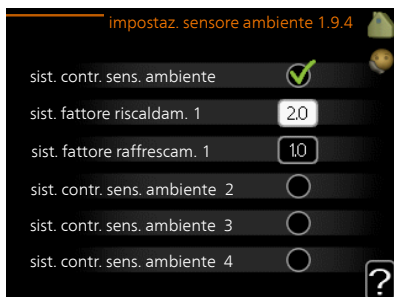 impostaz. sensore ambiente 1.9.4
sist. contr. sens. ambiente
sist. fattore riscaldam. 1 2.0
sist. fattore raffrescam. 1 1.0
sist. contr. sens. ambiente 2
sist. contr. sens. ambiente 3
sist. contr. sens. ambiente 4
?